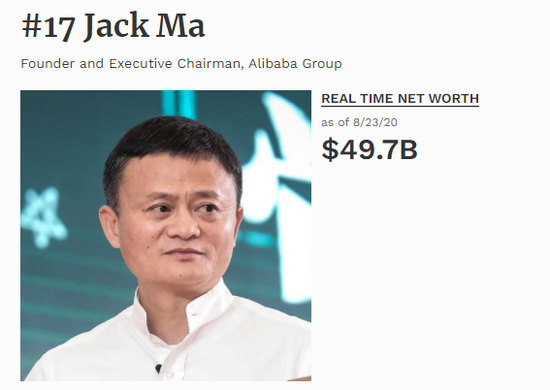 #17 Jack Ma
Founder and Executive Chairman, Alibaba Group
REAL TIME NET WORTH
as of 8/23/20
$49.7B